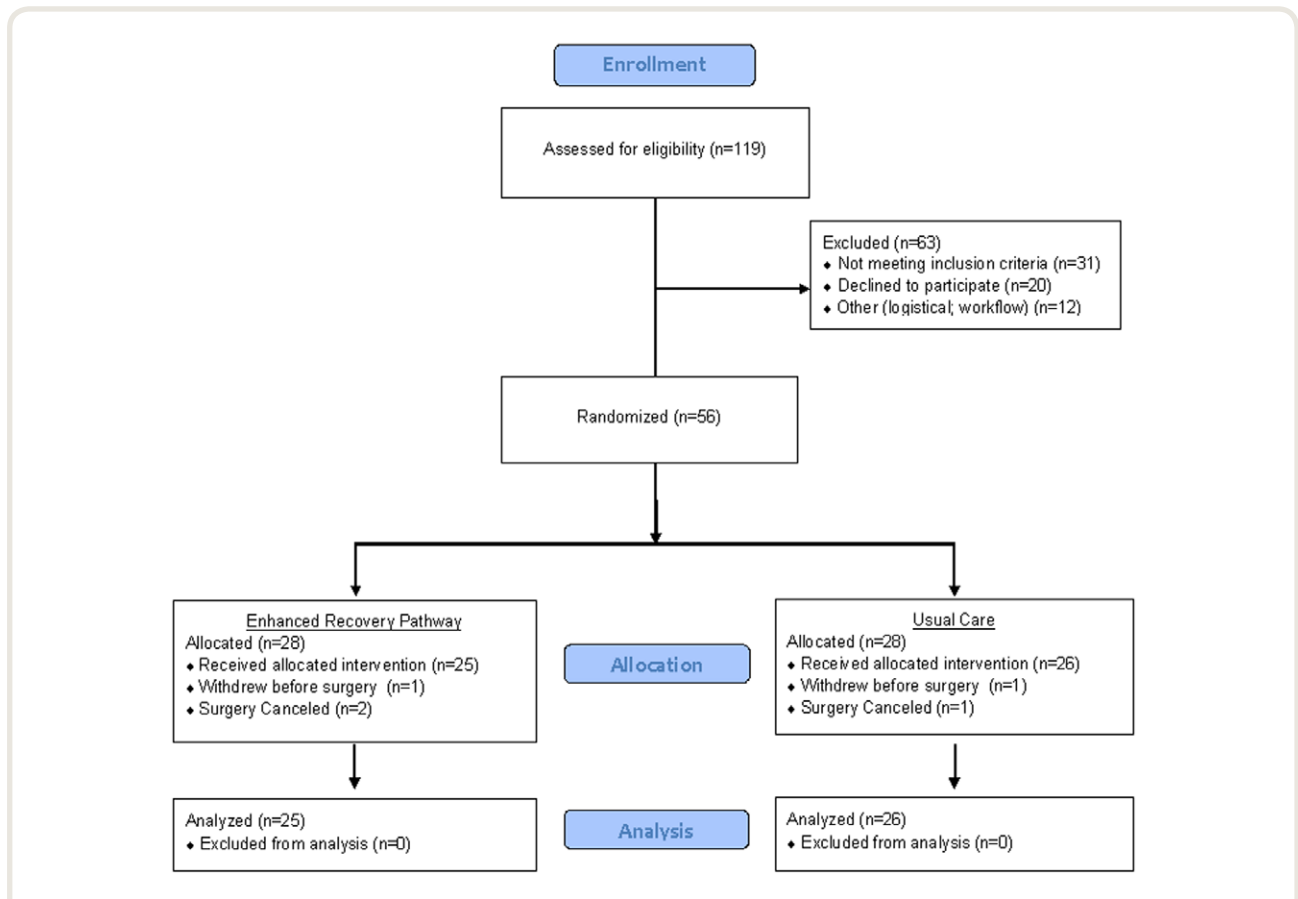 Enrollment
Assessed for eligibility (n=119)
Excluded (n=63)
♦ Not meeting inclusion criteria (n=31)
♦ Declined to participate (n=20)
♦ Other (logistical; workflow) (n=12)
Randomized (n=56)
Enhanced Recovery Pathway
Allocated (n=28)
♦ Received allocated intervention (n=25)
♦ Withdrew before surgery (n=1)
♦ Surgery Canceled (n=2)
Allocation
Usual Care
Allocated (n=28)
♦ Received allocated intervention (n=26)
♦ Withdrew before surgery (n=1)
♦ Surgery Canceled (n=1)
Analyzed (n=25)
♦ Excluded from analysis (n=0)
Analysis
Analyzed (n=26)
♦ Excluded from analysis (n=0)